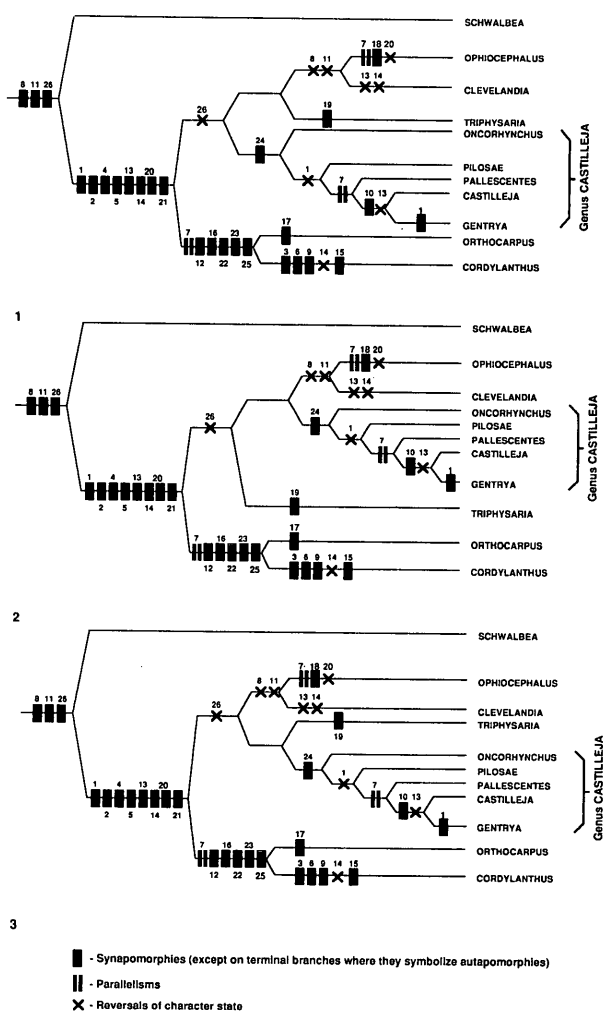 SCHWALBEA
7 18 20
8 11
OPHIOCEPHALUS
13 14
CLEVELANDIA
8 11 26
26
19
TRIPHYSARIA
ONCORHYNCHUS
24
1
PILOSAE
7
PALLESCENTES
10 13
CASTILLEJA
1 4 6 13 20
2 5 14 21
1
GENTRYA
Genus CASTILLEJA
17
ORTHOCARPUS
7 16 23
12 22 25
3 6 9 14 15
CORDYLANTHUS
1
SCHWALBEA
7 18 20
8 11
OPHIOCEPHALUS
13 14
CLEVELANDIA
8 11 26
24
ONCORHYNCHUS
26
1
PILOSAE
7
PALLESCENTES
10 13
CASTILLEJA
1
GENTRYA
Genus CASTILLEJA
1 4 13 20
2 5 14 21
19
TRIPHYSARIA
17
ORTHOCARPUS
7 16 23
12 22 25
3 6 9 14 15
CORDYLANTHUS
2
SCHWALBEA
7 18 20
8 11
OPHIOCEPHALUS
13 14
CLEVELANDIA
8 11 26
26
TRIPHYSARIA
19
24
ONCORHYNCHUS
1
PILOSAE
7
PALLESCENTES
10 13
CASTILLEJA
1
GENTRYA
Genus CASTILLEJA
1 4 13 20
2 5 14 21
17
ORTHOCARPUS
7 16 23
12 22 25
3 6 9 14 15
CORDYLANTHUS
3
- Synapomorphies (except on terminal branches where they symbolize autapomorphies)
- Parallelisms
- Reversals of character state